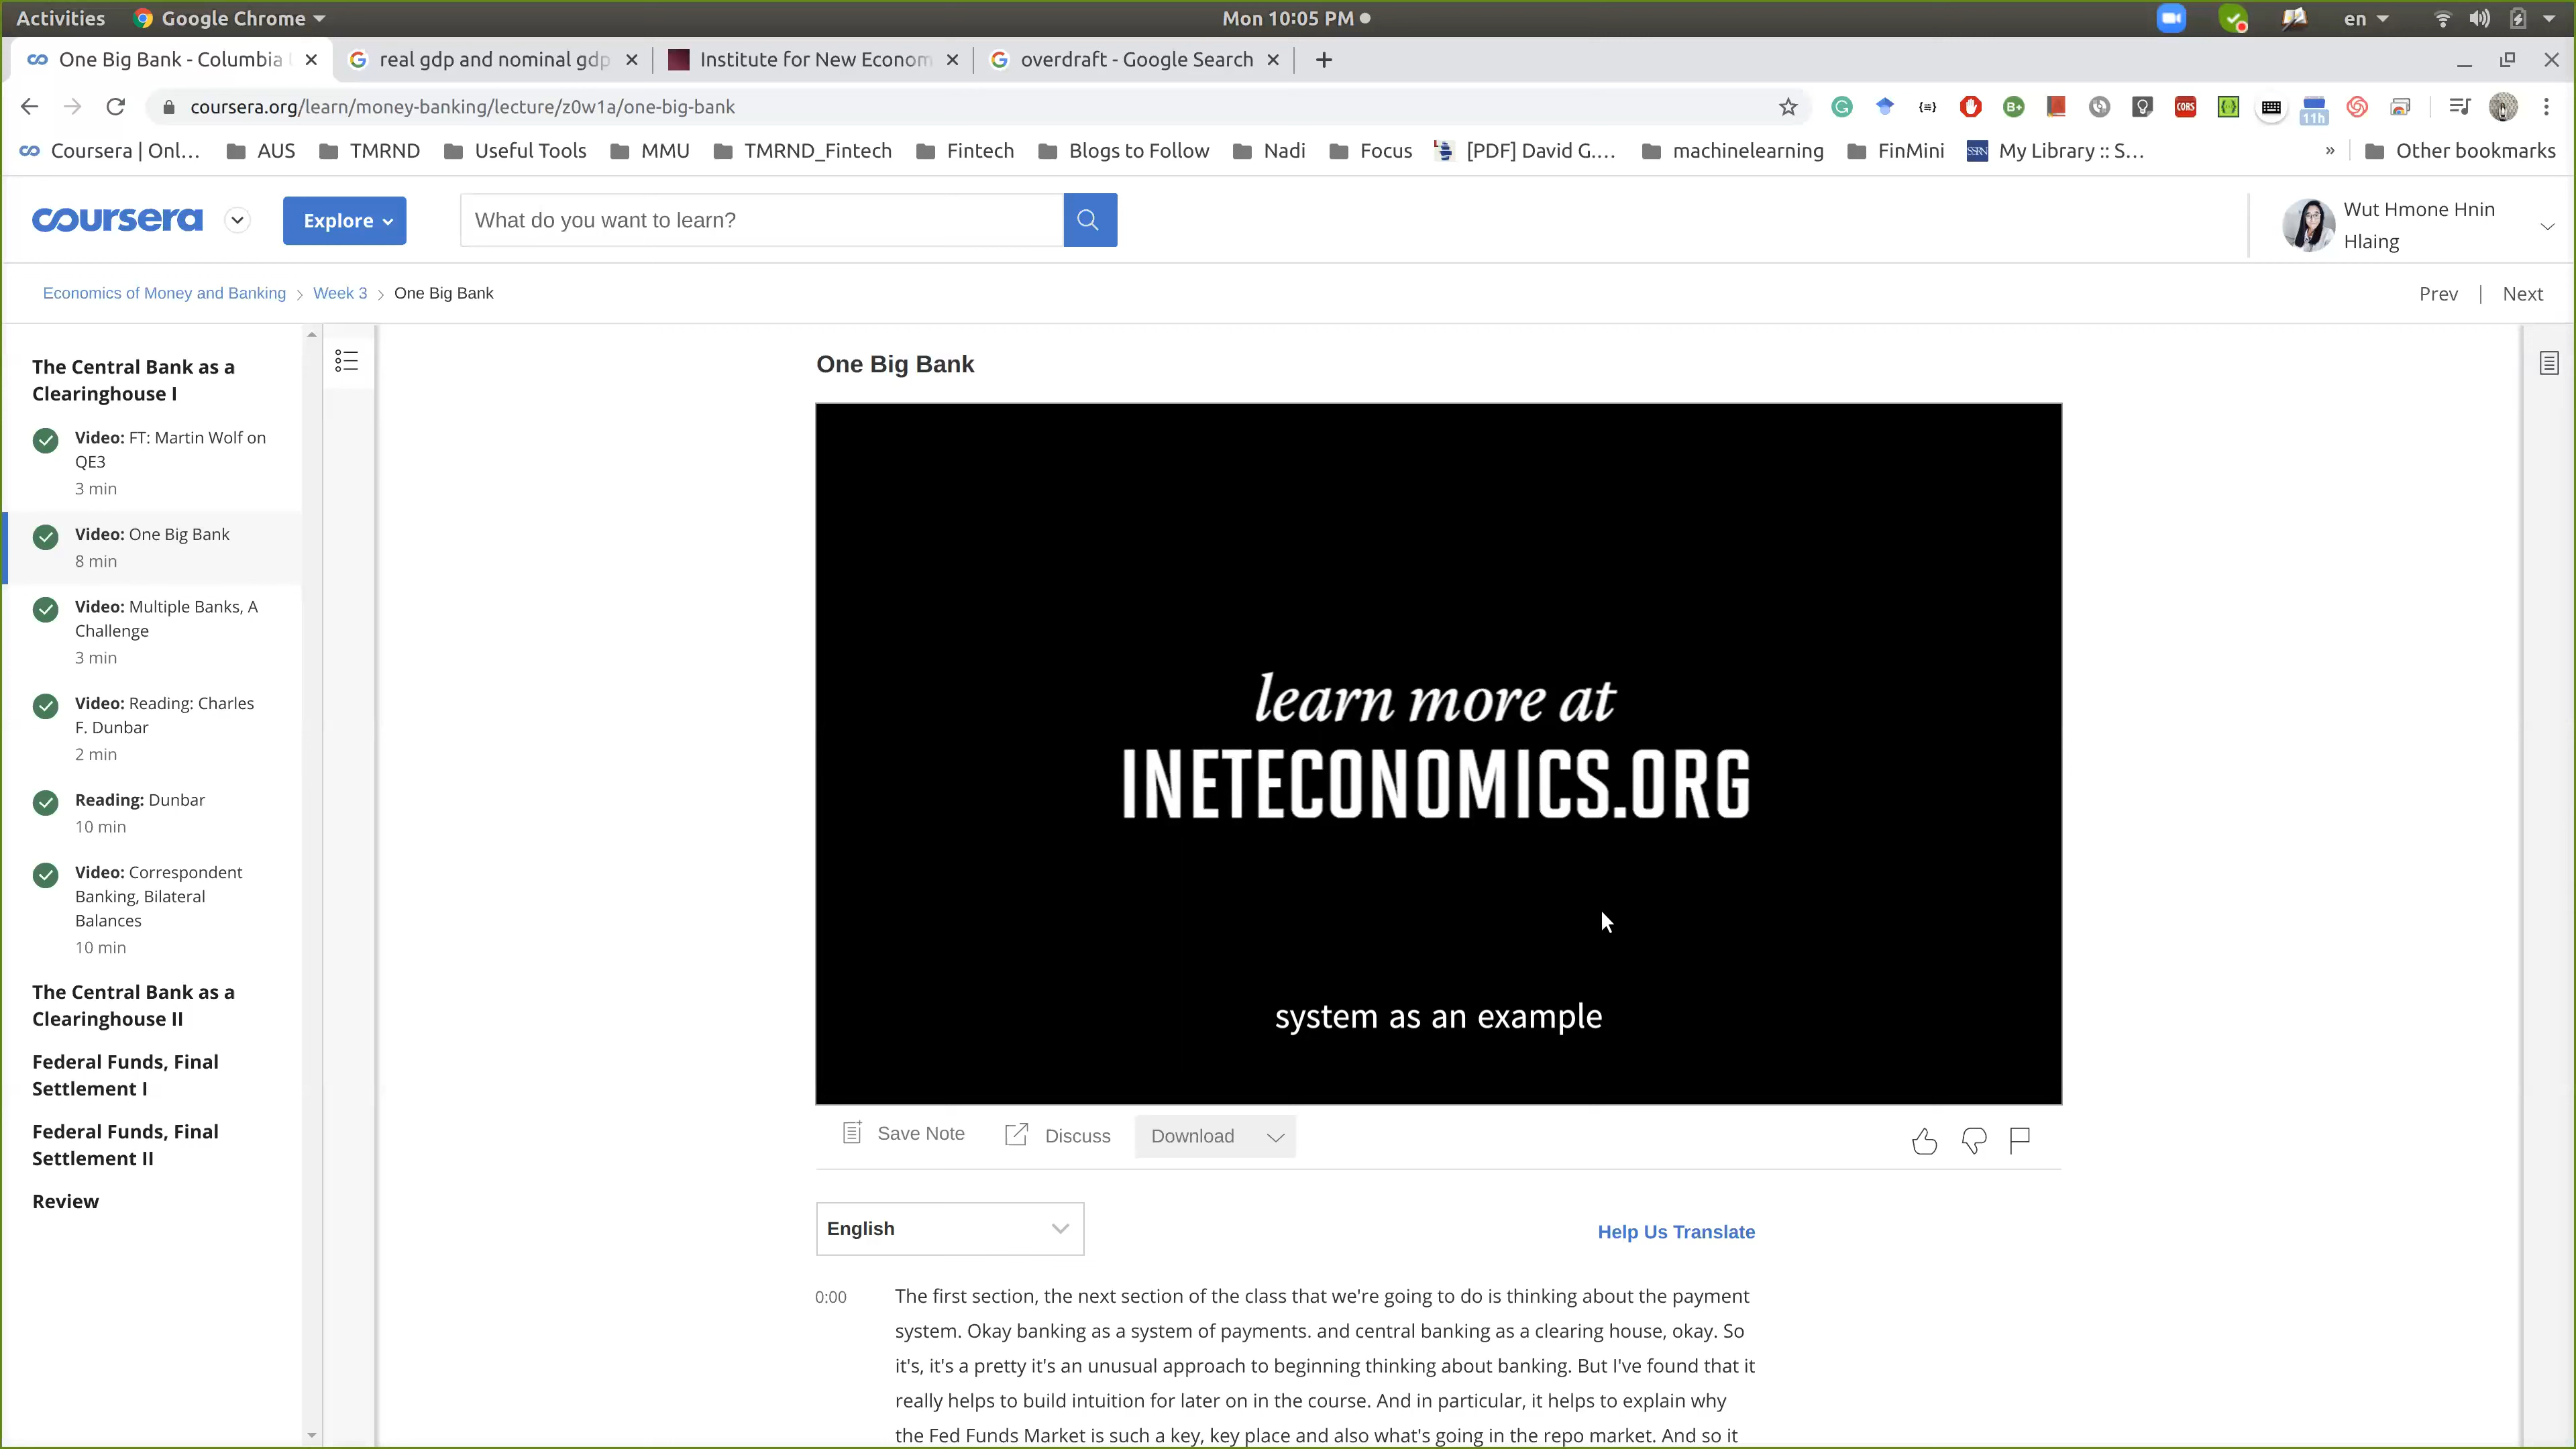 Activities Google Chrome Mon 10:05 PM en
One Big Bank - Columbia real gdp and nominal gdp Institute for New Econom overdraft - Google Search
coursera.org/learn/money-banking/lecture/z0w1a/one-big-bank B+ CORS 11h
Coursera | Onl... AUS TMRND Useful Tools MMU TMRND_Fintech Fintech Blogs to Follow Nadi Focus [PDF] David G.... machinelearning FinMini SSRN My Library :: S... » Other bookmarks
coursera Explore What do you want to learn? Wut Hmone Hnin
Hlaing
Economics of Money and Banking > Week 3 > One Big Bank Prev | Next
The Central Bank as a
Clearinghouse I
Video: FT: Martin Wolf on
QE3
3 min
Video: One Big Bank
8 min
Video: Multiple Banks, A
Challenge
3 min
Video: Reading: Charles
F. Dunbar
2 min
Reading: Dunbar
10 min
Video: Correspondent
Banking, Bilateral
Balances
10 min
The Central Bank as a
Clearinghouse II
Federal Funds, Final
Settlement I
Federal Funds, Final
Settlement II
Review
One Big Bank
learn more at
INETECONOMICS.ORG
system as an example
Save Note Discuss Download
English Help Us Translate
0:00 The first section, the next section of the class that we're going to do is thinking about the payment
system. Okay banking as a system of payments. and central banking as a clearing house, okay. So
it's, it's a pretty it's an unusual approach to beginning thinking about banking. But I've found that it
really helps to build intuition for later on in the course. And in particular, it helps to explain why
the Fed Funds Market is such a key, key place and also what's going in the repo market. And so it